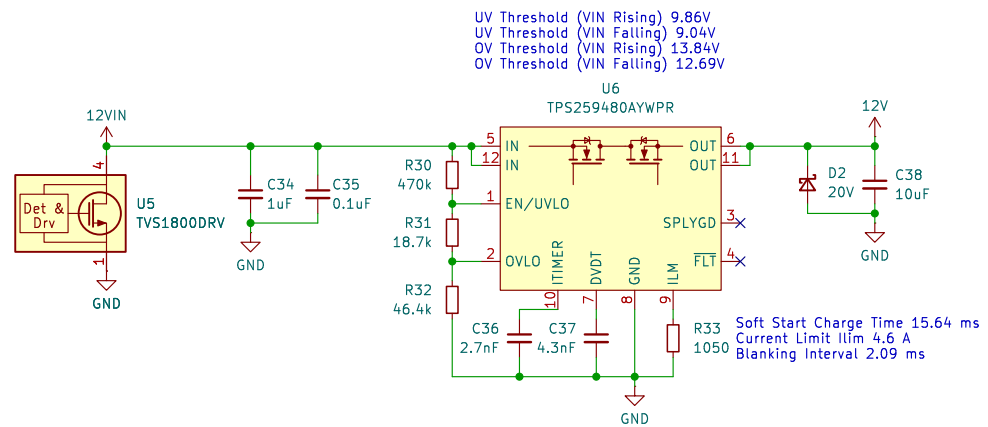 UV Threshold (VIN Rising) 9.86V
UV Threshold (VIN Falling) 9.04V
OV Threshold (VIN Rising) 13.84V
OV Threshold (VIN Falling) 12.69V
U6
TPS259480AYWPR
12VIN
12V
4
Det &
Drv
U5
TVS1800DRV
1
GND
C34
1uF
C35
0.1uF
GND
R30
470k
R31
18.7k
R32
46.4k
5
IN
12
IN
1
EN/UVLO
2
OVLO
OUT
6
OUT
11
SPLYGD
3
FLT
4
ITIMER
DVDT
GND
ILM
10
7
8
9
D2
20V
C38
10uF
GND
C36
2.7nF
C37
4.3nF
R33
1050
Soft Start Charge Time 15.64 ms
Current Limit Ilim 4.6 A
Blanking Interval 2.09 ms
GND